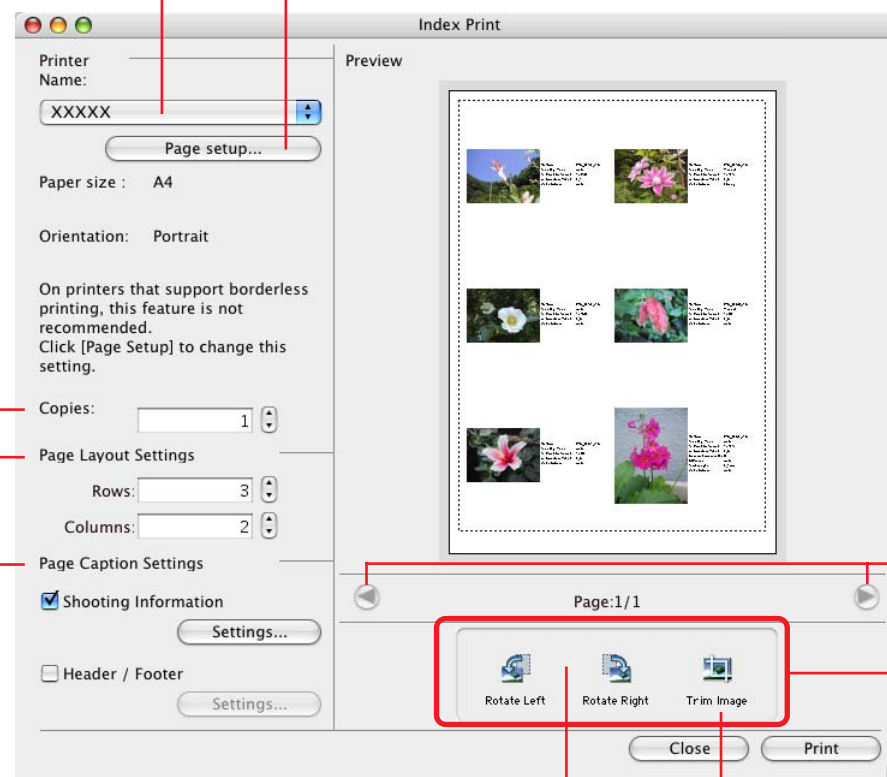 Index Print
Printer
Name:
XXXXX
Page setup...
Paper size : A4
Orientation: Portrait
On printers that support borderless
printing, this feature is not
recommended.
Click [Page Setup] to change this
setting.
Copies: 1
Page Layout Settings
Rows: 3
Columns: 2
Page Caption Settings
Shooting Information
Settings...
Header / Footer
Settings...
Preview
Page:1/1
Rotate Left
Rotate Right
Trim Image
Close
Print